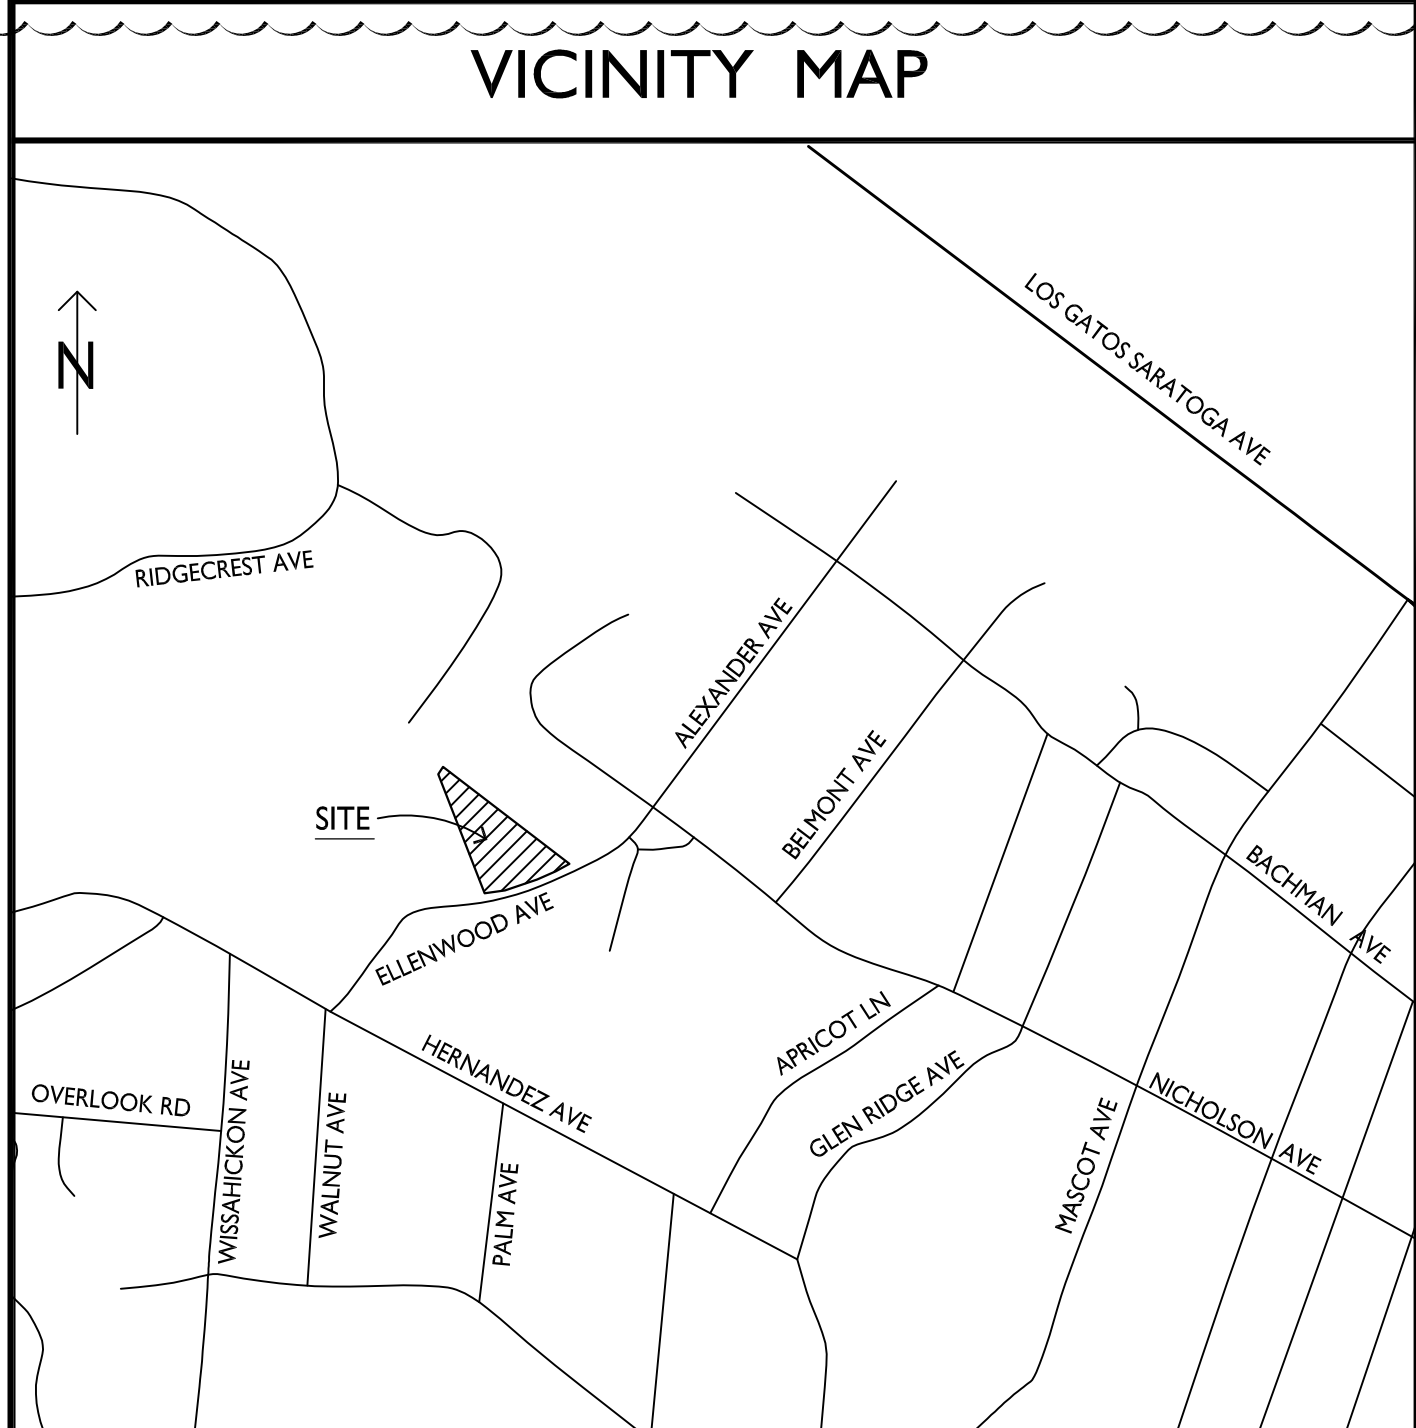 VICINITY MAP
LOS GATOS SARATOGA AVE
N
RIDGECREST AVE
ALEXANDER AVE
BELMONT AVE
SITE
BACHMAN AVE
ELLENWOOD AVE
APRICOT LN
HERNANDEZ AVE
GLEN RIDGE AVE
OVERLOOK RD
WISSAHICKON AVE
WALNUT AVE
NICHOLSON AVE
MASCOT AVE
PALM AVE